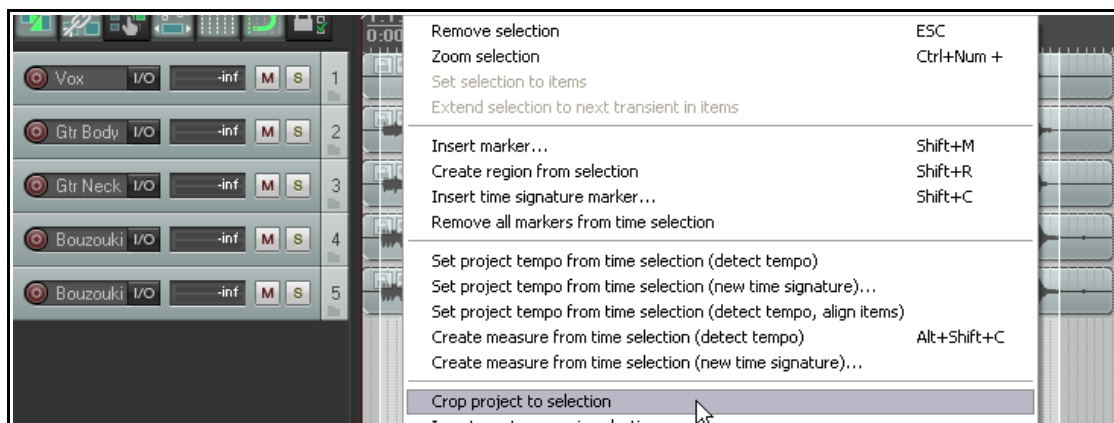 0:00
Remove selection ESC
Zoom selection Ctrl+Num +
Set selection to items
Extend selection to next transient in items
Insert marker... Shift+M
Create region from selection Shift+R
Insert time signature marker... Shift+C
Remove all markers from time selection
Set project tempo from time selection (detect tempo)
Set project tempo from time selection (new time signature)...
Set project tempo from time selection (detect tempo, align items)
Create measure from time selection (detect tempo) Alt+Shift+C
Create measure from time selection (new time signature)...
Crop project to selection
Vox I/O -inf M S 1
Gtr Body I/O -inf M S 2
Gtr Neck I/O -inf M S 3
Bouzouki I/O -inf M S 4
Bouzouki I/O -inf M S 5